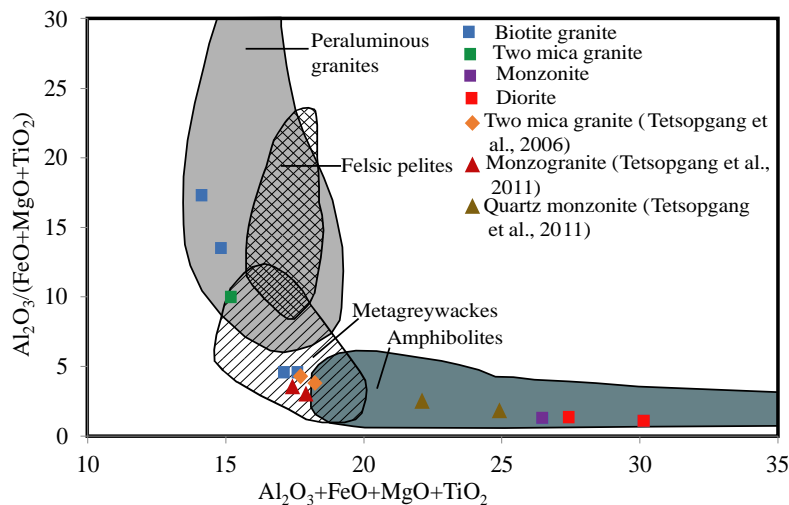 30
25
20
15
10
5
0
10
15
20
25
30
35
Al₂O₃/(FeO+MgO+TiO₂)
Al₂O₃+FeO+MgO+TiO₂
Peraluminous
granites
Felsic pelites
Metagreywackes
Amphibolites
Biotite granite
Two mica granite
Monzonite
Diorite
Two mica granite (Tetsopgang et
al., 2006)
Monzogranite (Tetsopgang et al.,
2011)
Quartz monzonite (Tetsopgang
et al., 2011)